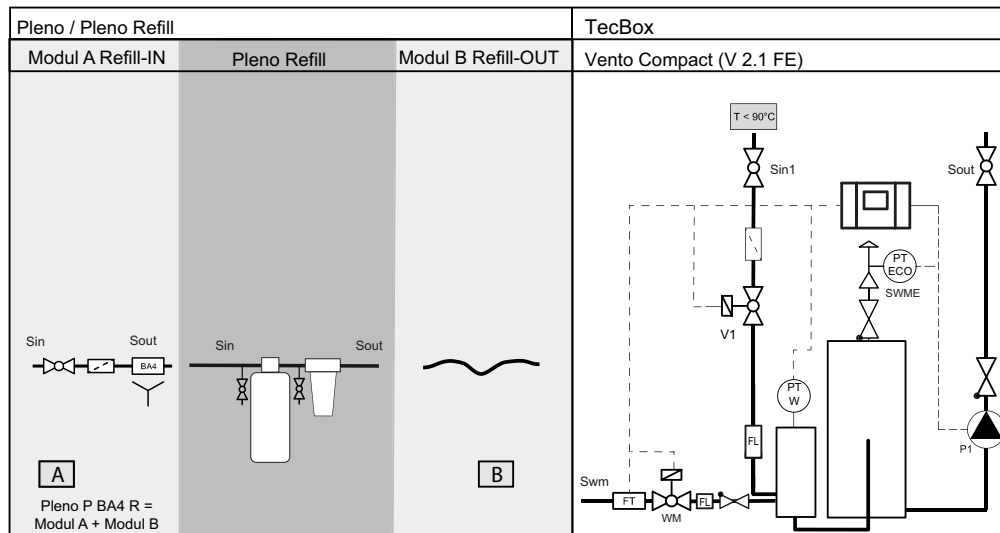 Pleno / Pleno Refill
TecBox
Modul A Refill-IN
Pleno Refill
Modul B Refill-OUT
Vento Compact (V 2.1 FE)
T < 90°C
Sin1
Sout
PT
ECO
SWME
V1
Sin
Sout
BA4
Sin
Sout
PT
W
FL
P1
A
B
Swm
FT
FL
WM
Pleno P BA4 R =
Modul A + Modul B